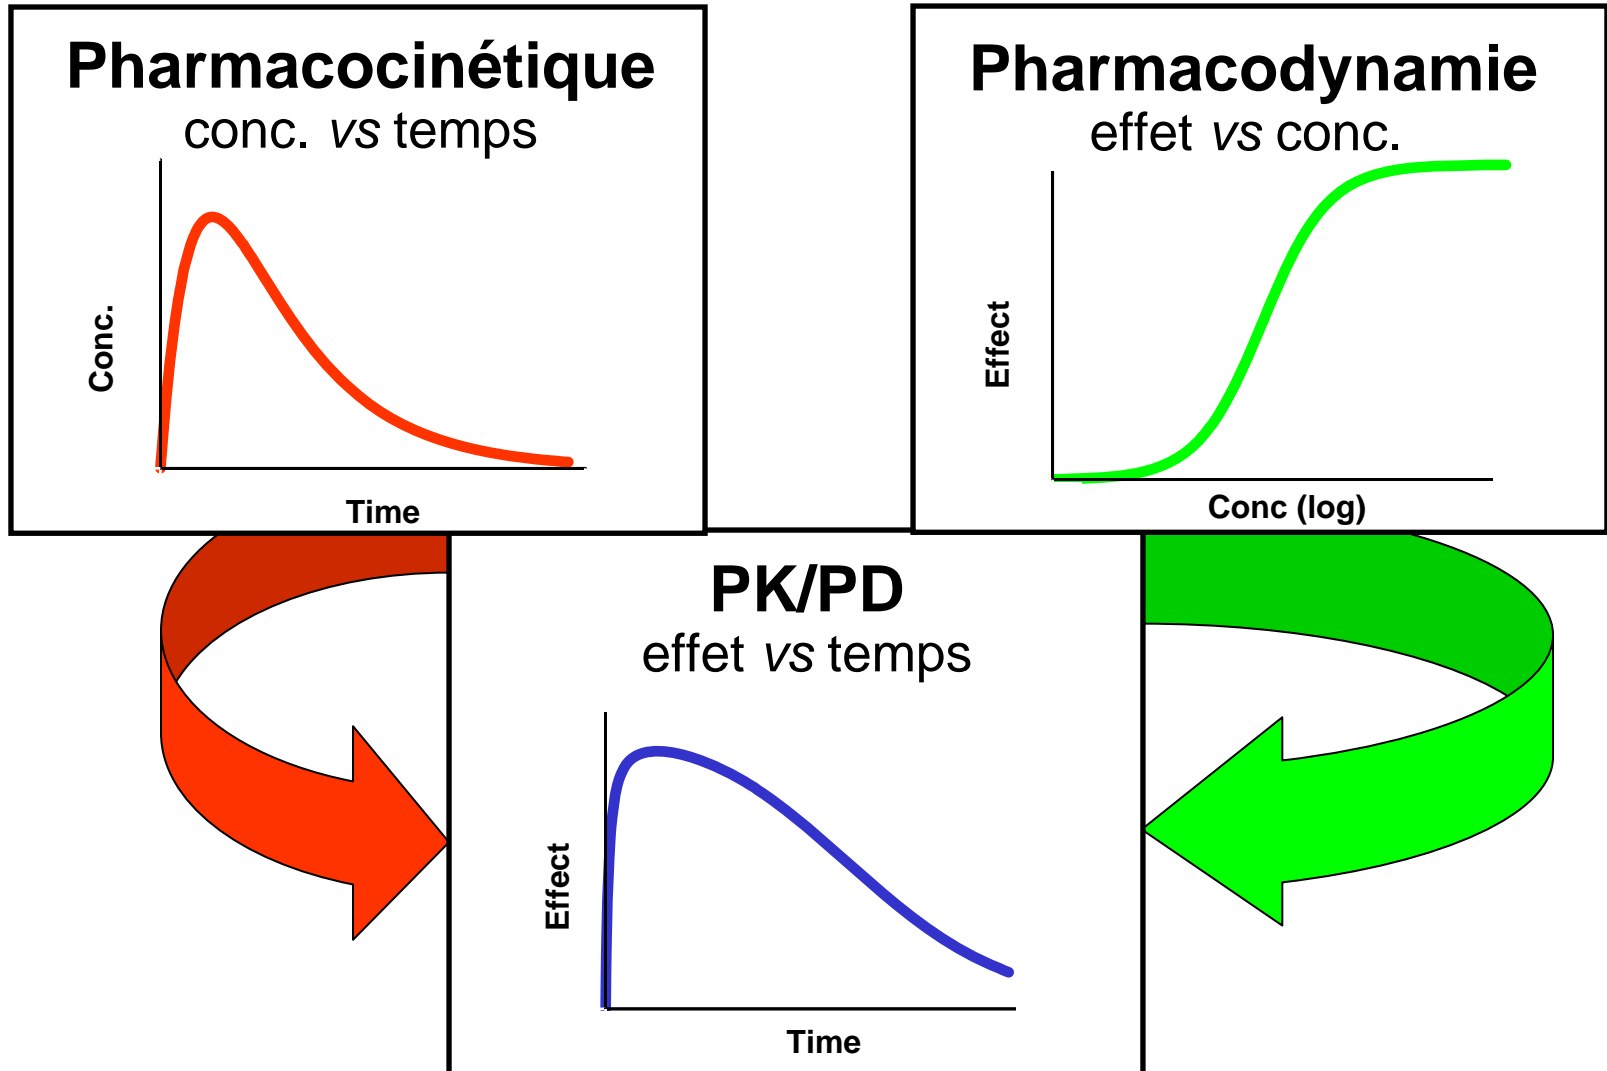 Pharmacocinétique
conc. vs temps
Conc.
Time
Pharmacodynamie
effet vs conc.
Effect
Conc (log)
PK/PD
effet vs temps
Effect
Time